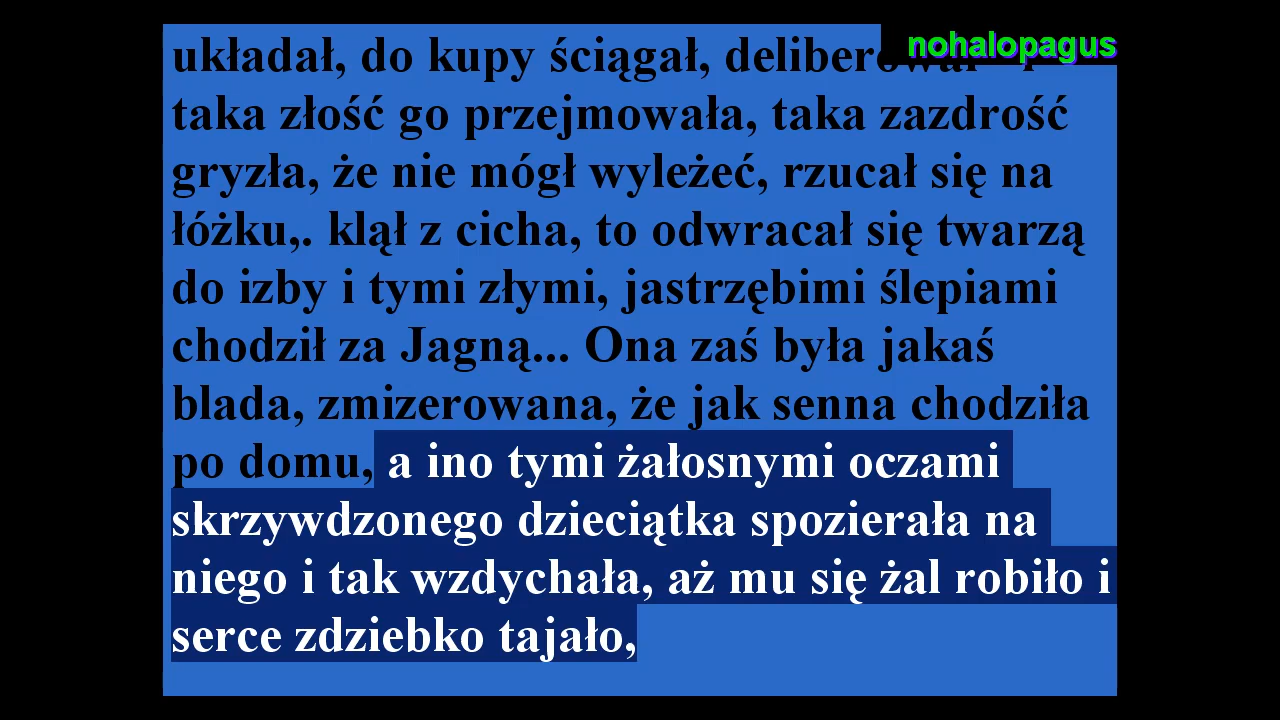 układał, do kupy ściągał, deliberował
nohalopagus
taka złość go przejmowała, taka zazdrość
gryzła, że nie mógł wyleżeć, rzucał się na
łóżku,. klął z cicha, to odwracał się twarzą
do izby i tymi złymi, jastrzębimi ślepiami
chodził za Jagną... Ona zaś była jakaś
blada, zmizerowana, że jak senna chodziła
po domu, a ino tymi żałosnymi oczami
skrzywdzonego dzieciątka spozierała na
niego i tak wzdychała, aż mu się żal robiło i
serce zdziebko tajało,